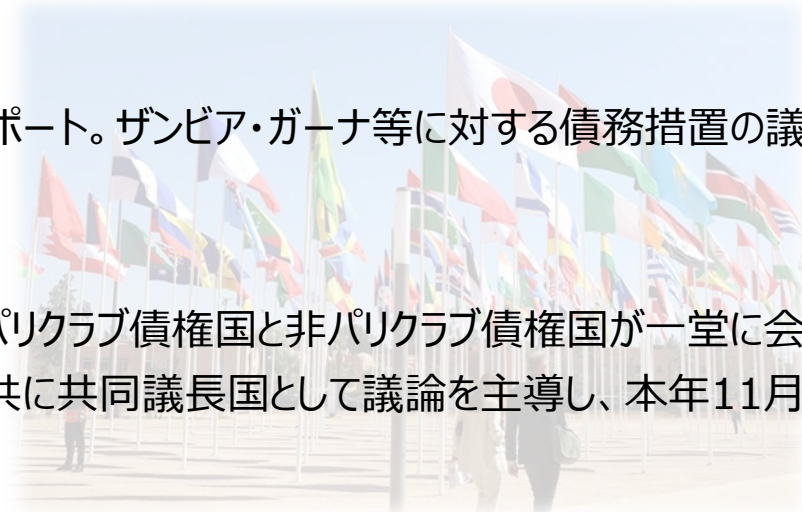 ポート。ザンビア・ガーナ等に対する債務措置の議
パリクラブ債権国と非パリクラブ債権国が一堂に会
共に共同議長国として議論を主導し、本年11月